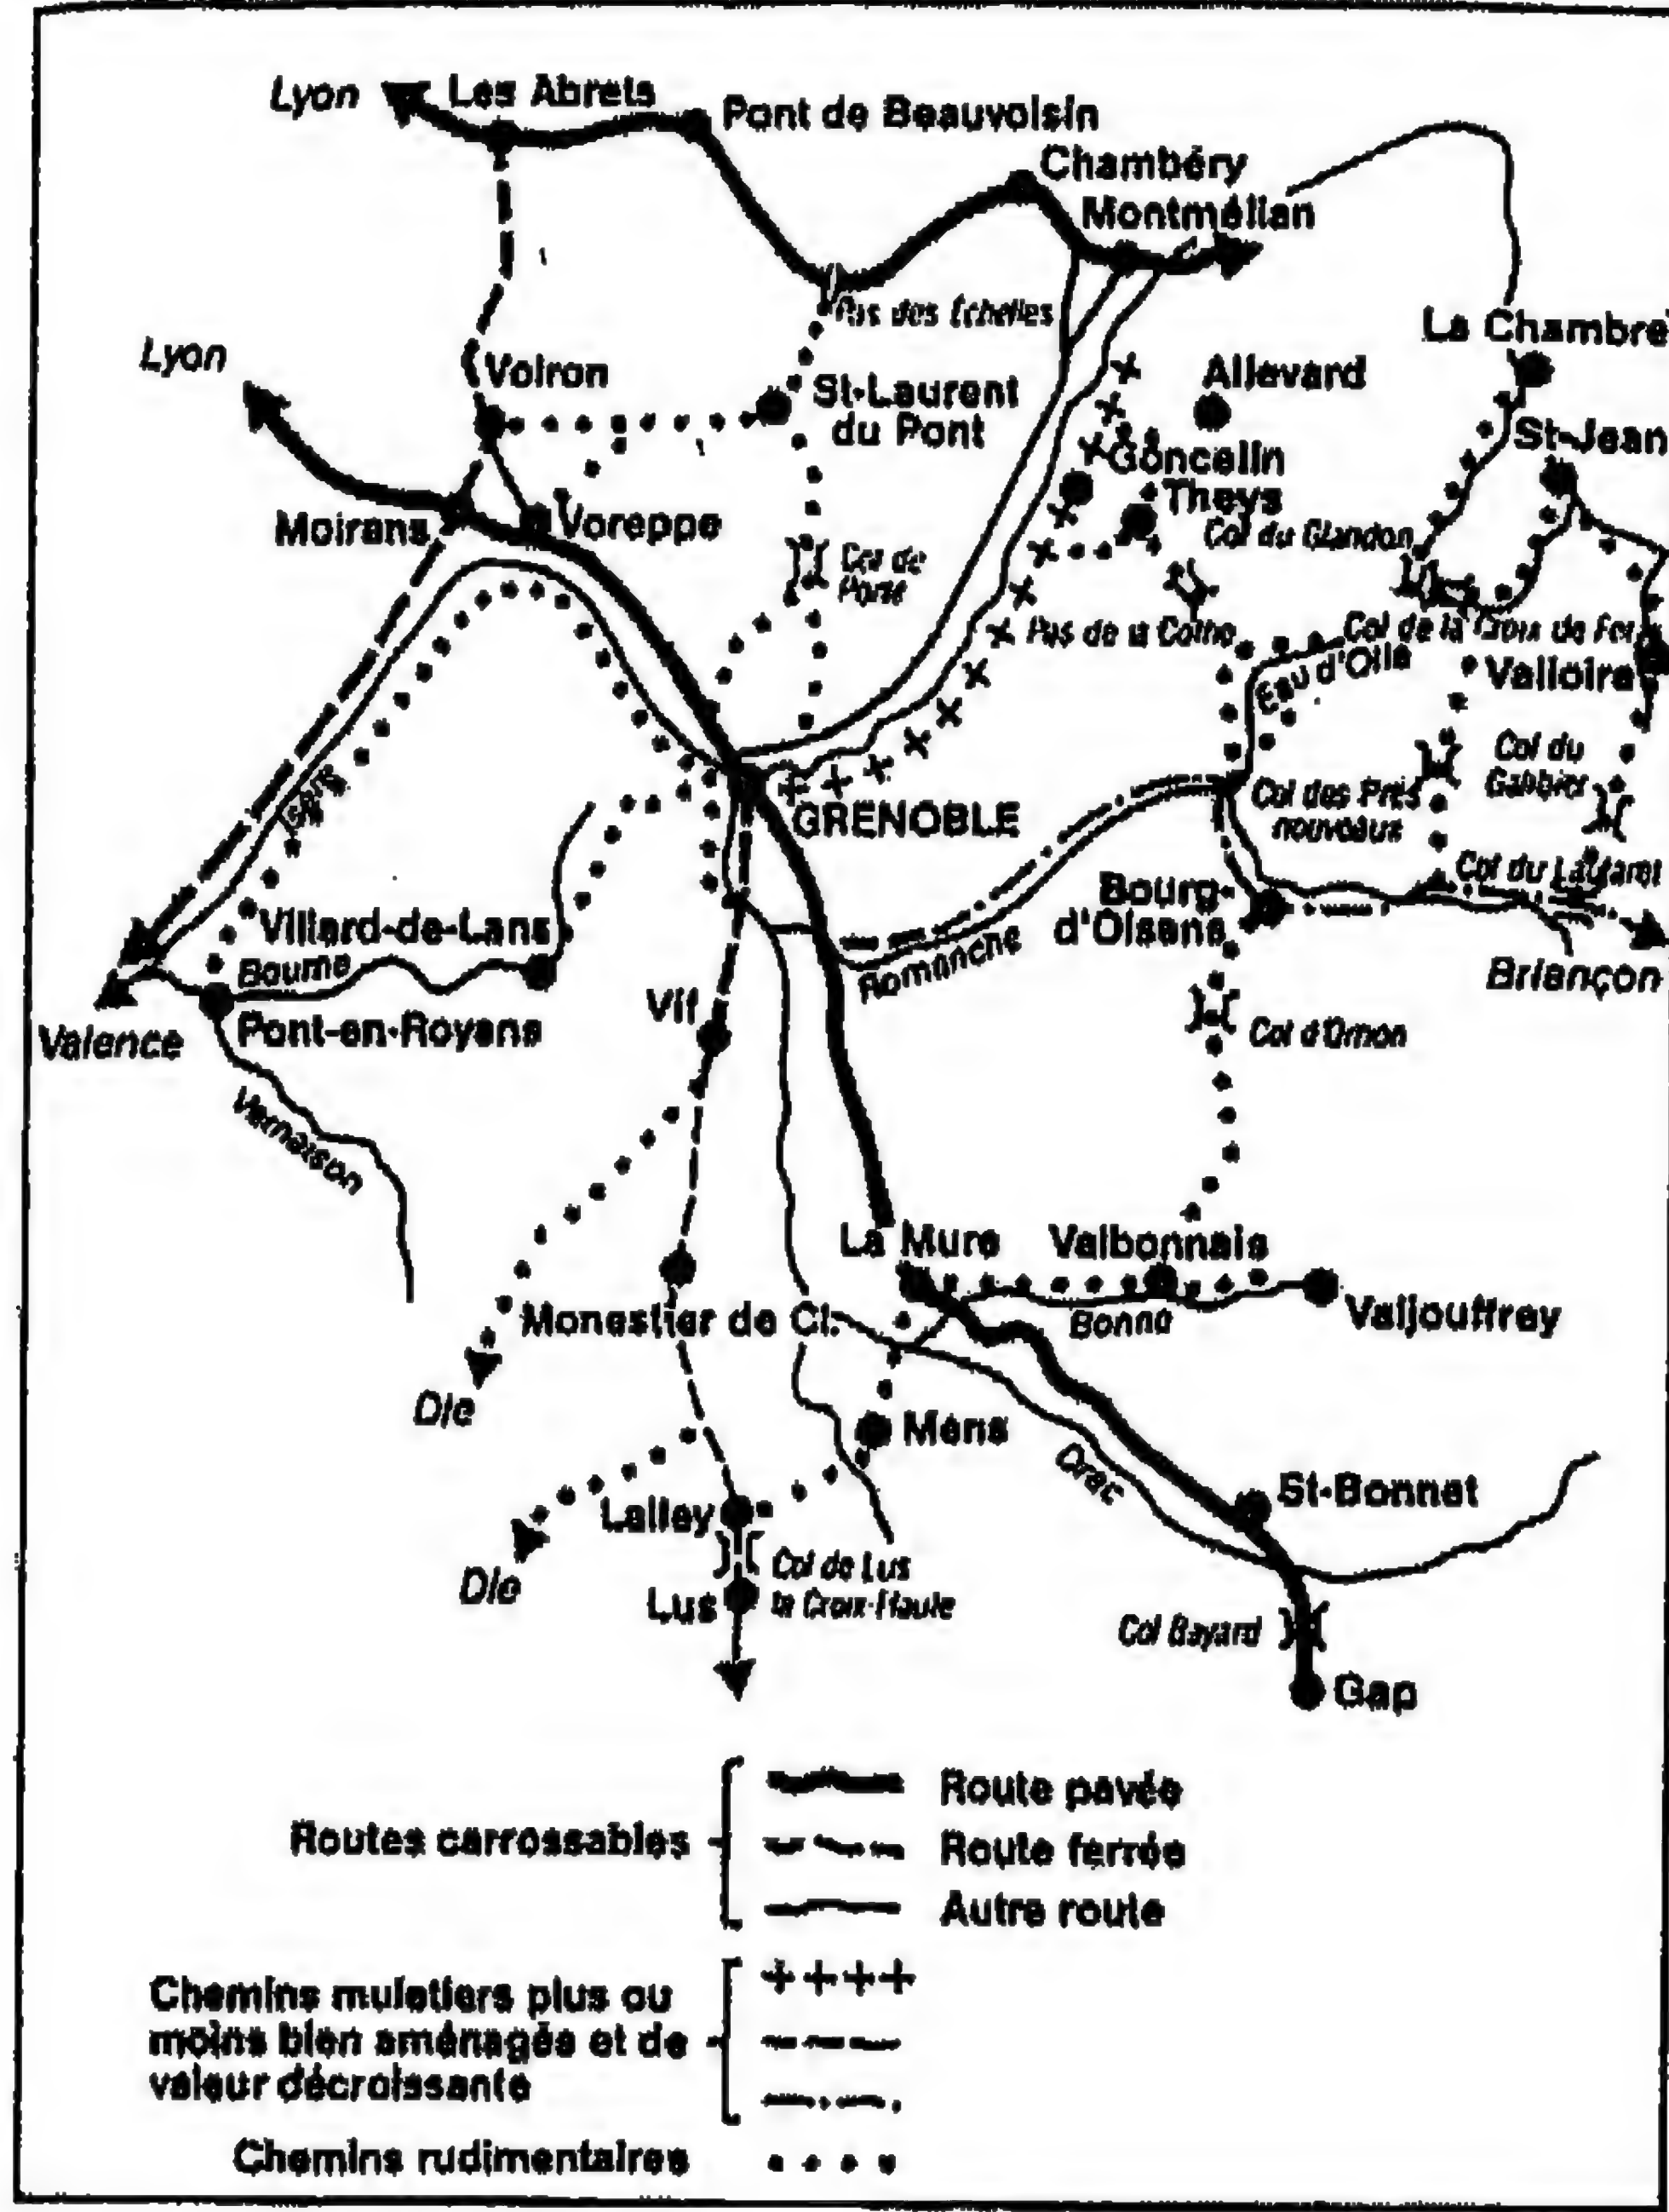 Lyon
Les Abrets
Pont de Beauvoisin
Chambéry
Montmélian
Pas des Echelles
La Chambre
Lyon
Voiron
St-Laurent
du Pont
Allevard
St-Jean
Goncelin
Theys
Moirans
Voreppe
Col de
Porte
Col du Glandon
Pas de la Coche
Col de la Croix de Fer
Eau d'Olle
Valloire
Isère
GRENOBLE
Col des Prés
nouveaux
Col du
Galibier
Col du Lautaret
Bourg-
d'Oisans
Villard-de-Lans
Bourne
Romanche
Briançon
Vif
Valence
Pont-en-Royans
Col d'Ornon
Vernaison
La Mure
Valbonnais
Monestier de Cl.
Bonne
Valjouffrey
Die
Mens
Drac
St-Bonnet
Lalley
Die
Col de Lus
la Croix-Haute
Lus
Col Bayard
Gap
Routes carrossables
Route pavée
Route ferrée
Autre route
Chemins muletiers plus ou
moins bien aménagés et de
valeur décroissante
Chemins rudimentaires